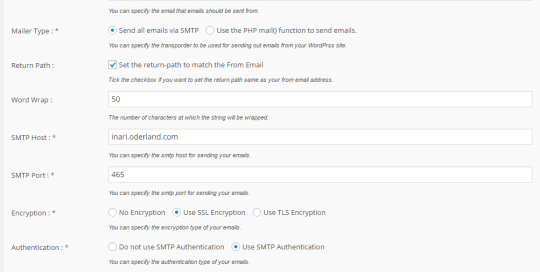 You can specify the email that emails should be sent from.
Mailer Type : * Send all emails via SMTP Use the PHP mail() function to send emails.
You can specify the transporder to be used for sending out emails from your WordPrss site.
Return Path : Set the return-path to match the From Email
Tick the checkbox if you want to set the return path same as your from email address.
Word Wrap : 50
The number of characters at which the string will be wrapped.
SMTP Host : * inari.oderland.com
You can specify the smtp host for sending your emails.
SMTP Port : * 465
You can specify the smtp port for sending your emails.
Encryption : * No Encryption Use SSL Encryption Use TLS Encryption
You can specify the encryption type of your emails.
Authentication : * Do not use SMTP Authentication Use SMTP Authentication
You can specify the authentication type of your emails.